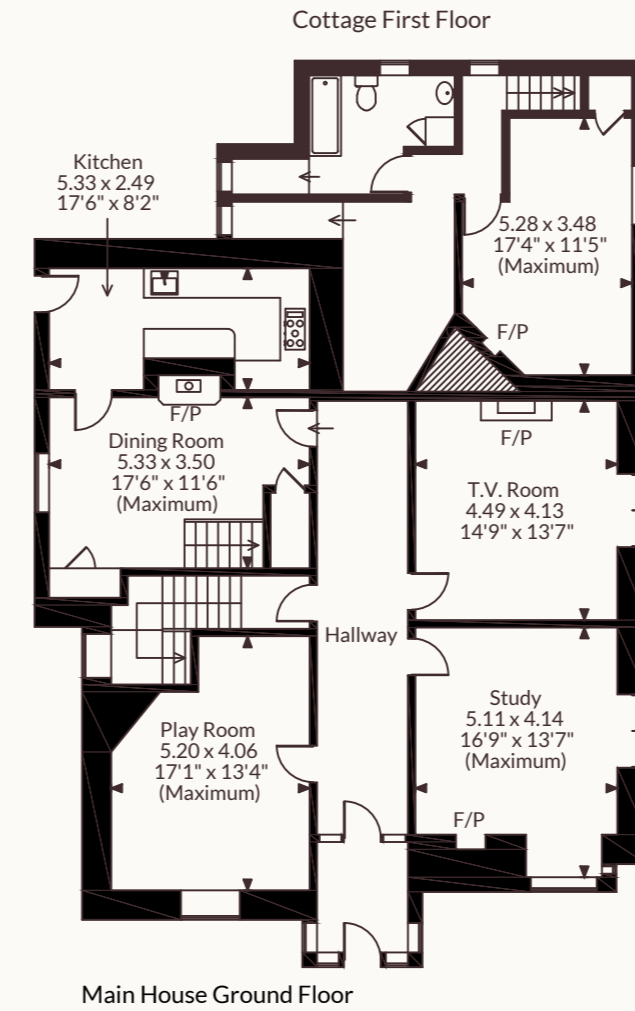 Cottage First Floor
Kitchen
5.33 x 2.49
17'6" x 8'2"
5.28 x 3.48
17'4" x 11'5"
(Maximum)
F/P
F/P
Dining Room
5.33 x 3.50
17'6" x 11'6"
(Maximum)
F/P
T.V. Room
4.49 x 4.13
14'9" x 13'7"
Hallway
Play Room
5.20 x 4.06
17'1" x 13'4"
(Maximum)
Study
5.11 x 4.14
16'9" x 13'7"
(Maximum)
F/P
Main House Ground Floor